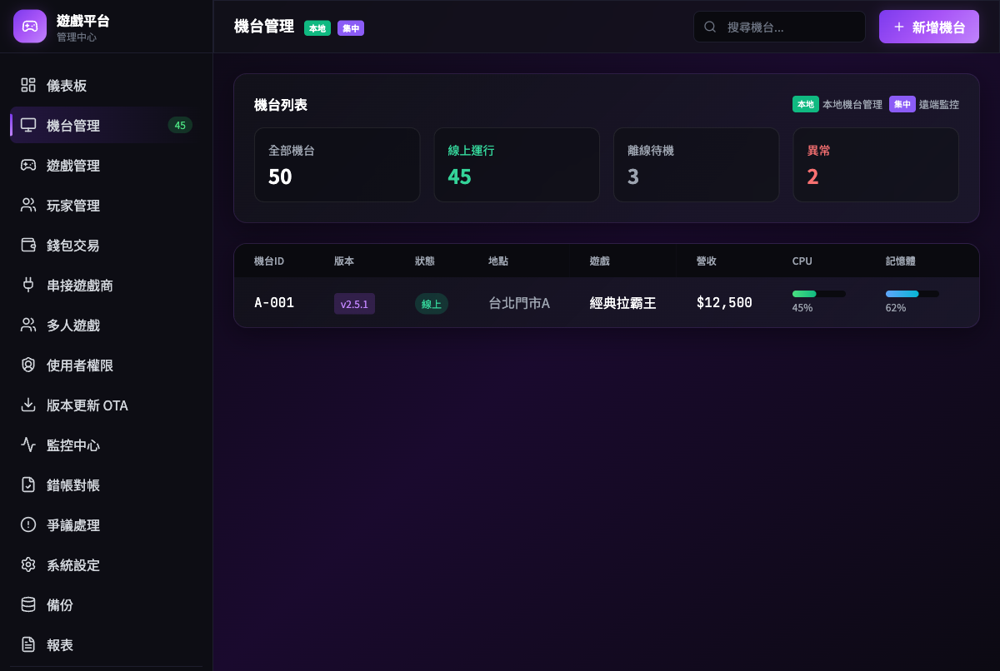 遊戲平台
管理中心
儀表板
機台管理 45
遊戲管理
玩家管理
錢包交易
串接遊戲商
多人遊戲
使用者權限
版本更新 OTA
監控中心
錯帳對帳
爭議處理
系統設定
備份
報表
機台管理 本地 集中
搜尋機台...
+ 新增機台
機台列表
本地 本地機台管理 集中 遠端監控
全部機台
50
線上運行
45
離線待機
3
異常
2
機台ID 版本 狀態 地點 遊戲 營收 CPU 記憶體
A-001 v2.5.1 線上 台北門市A 經典拉霸王 $12,500 45% 62%